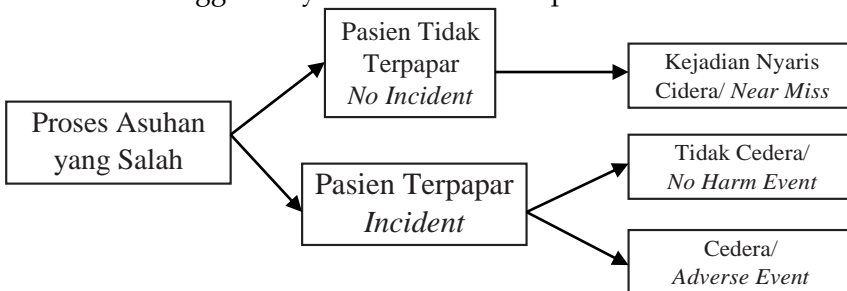 Pasien Tidak
Terpapar
No Incident
Kejadian Nyaris
Cidera/ Near Miss
Proses Asuhan
yang Salah
Tidak Cedera/
No Harm Event
Pasien Terpapar
Incident
Cedera/
Adverse Event